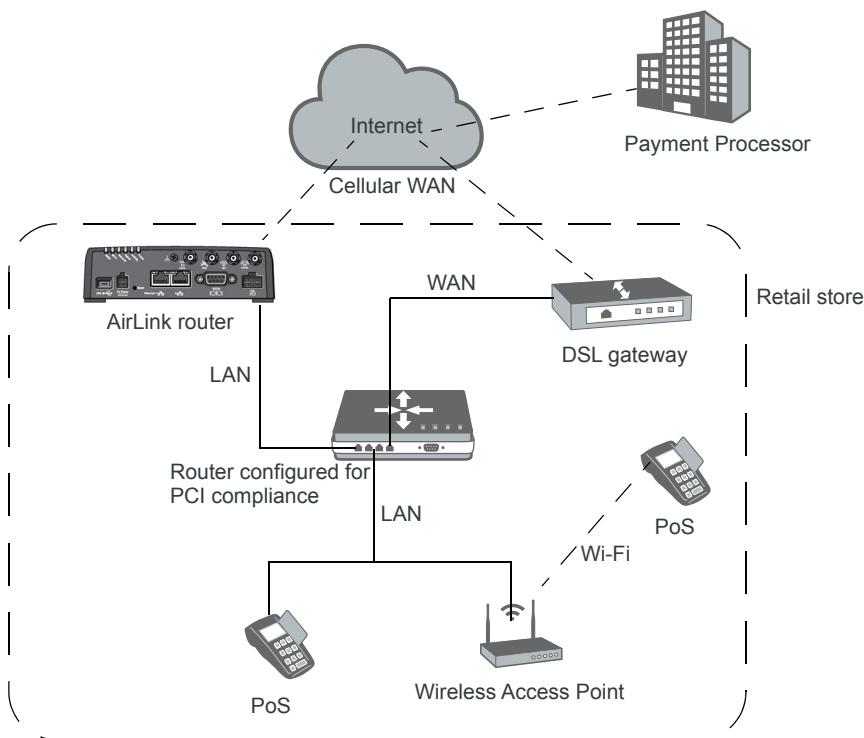 Internet
Payment Processor
Cellular WAN
WAN
Retail store
AirLink router
DSL gateway
LAN
Router configured for
PCI compliance
PoS
LAN
Wi-Fi
Wireless Access Point
PoS